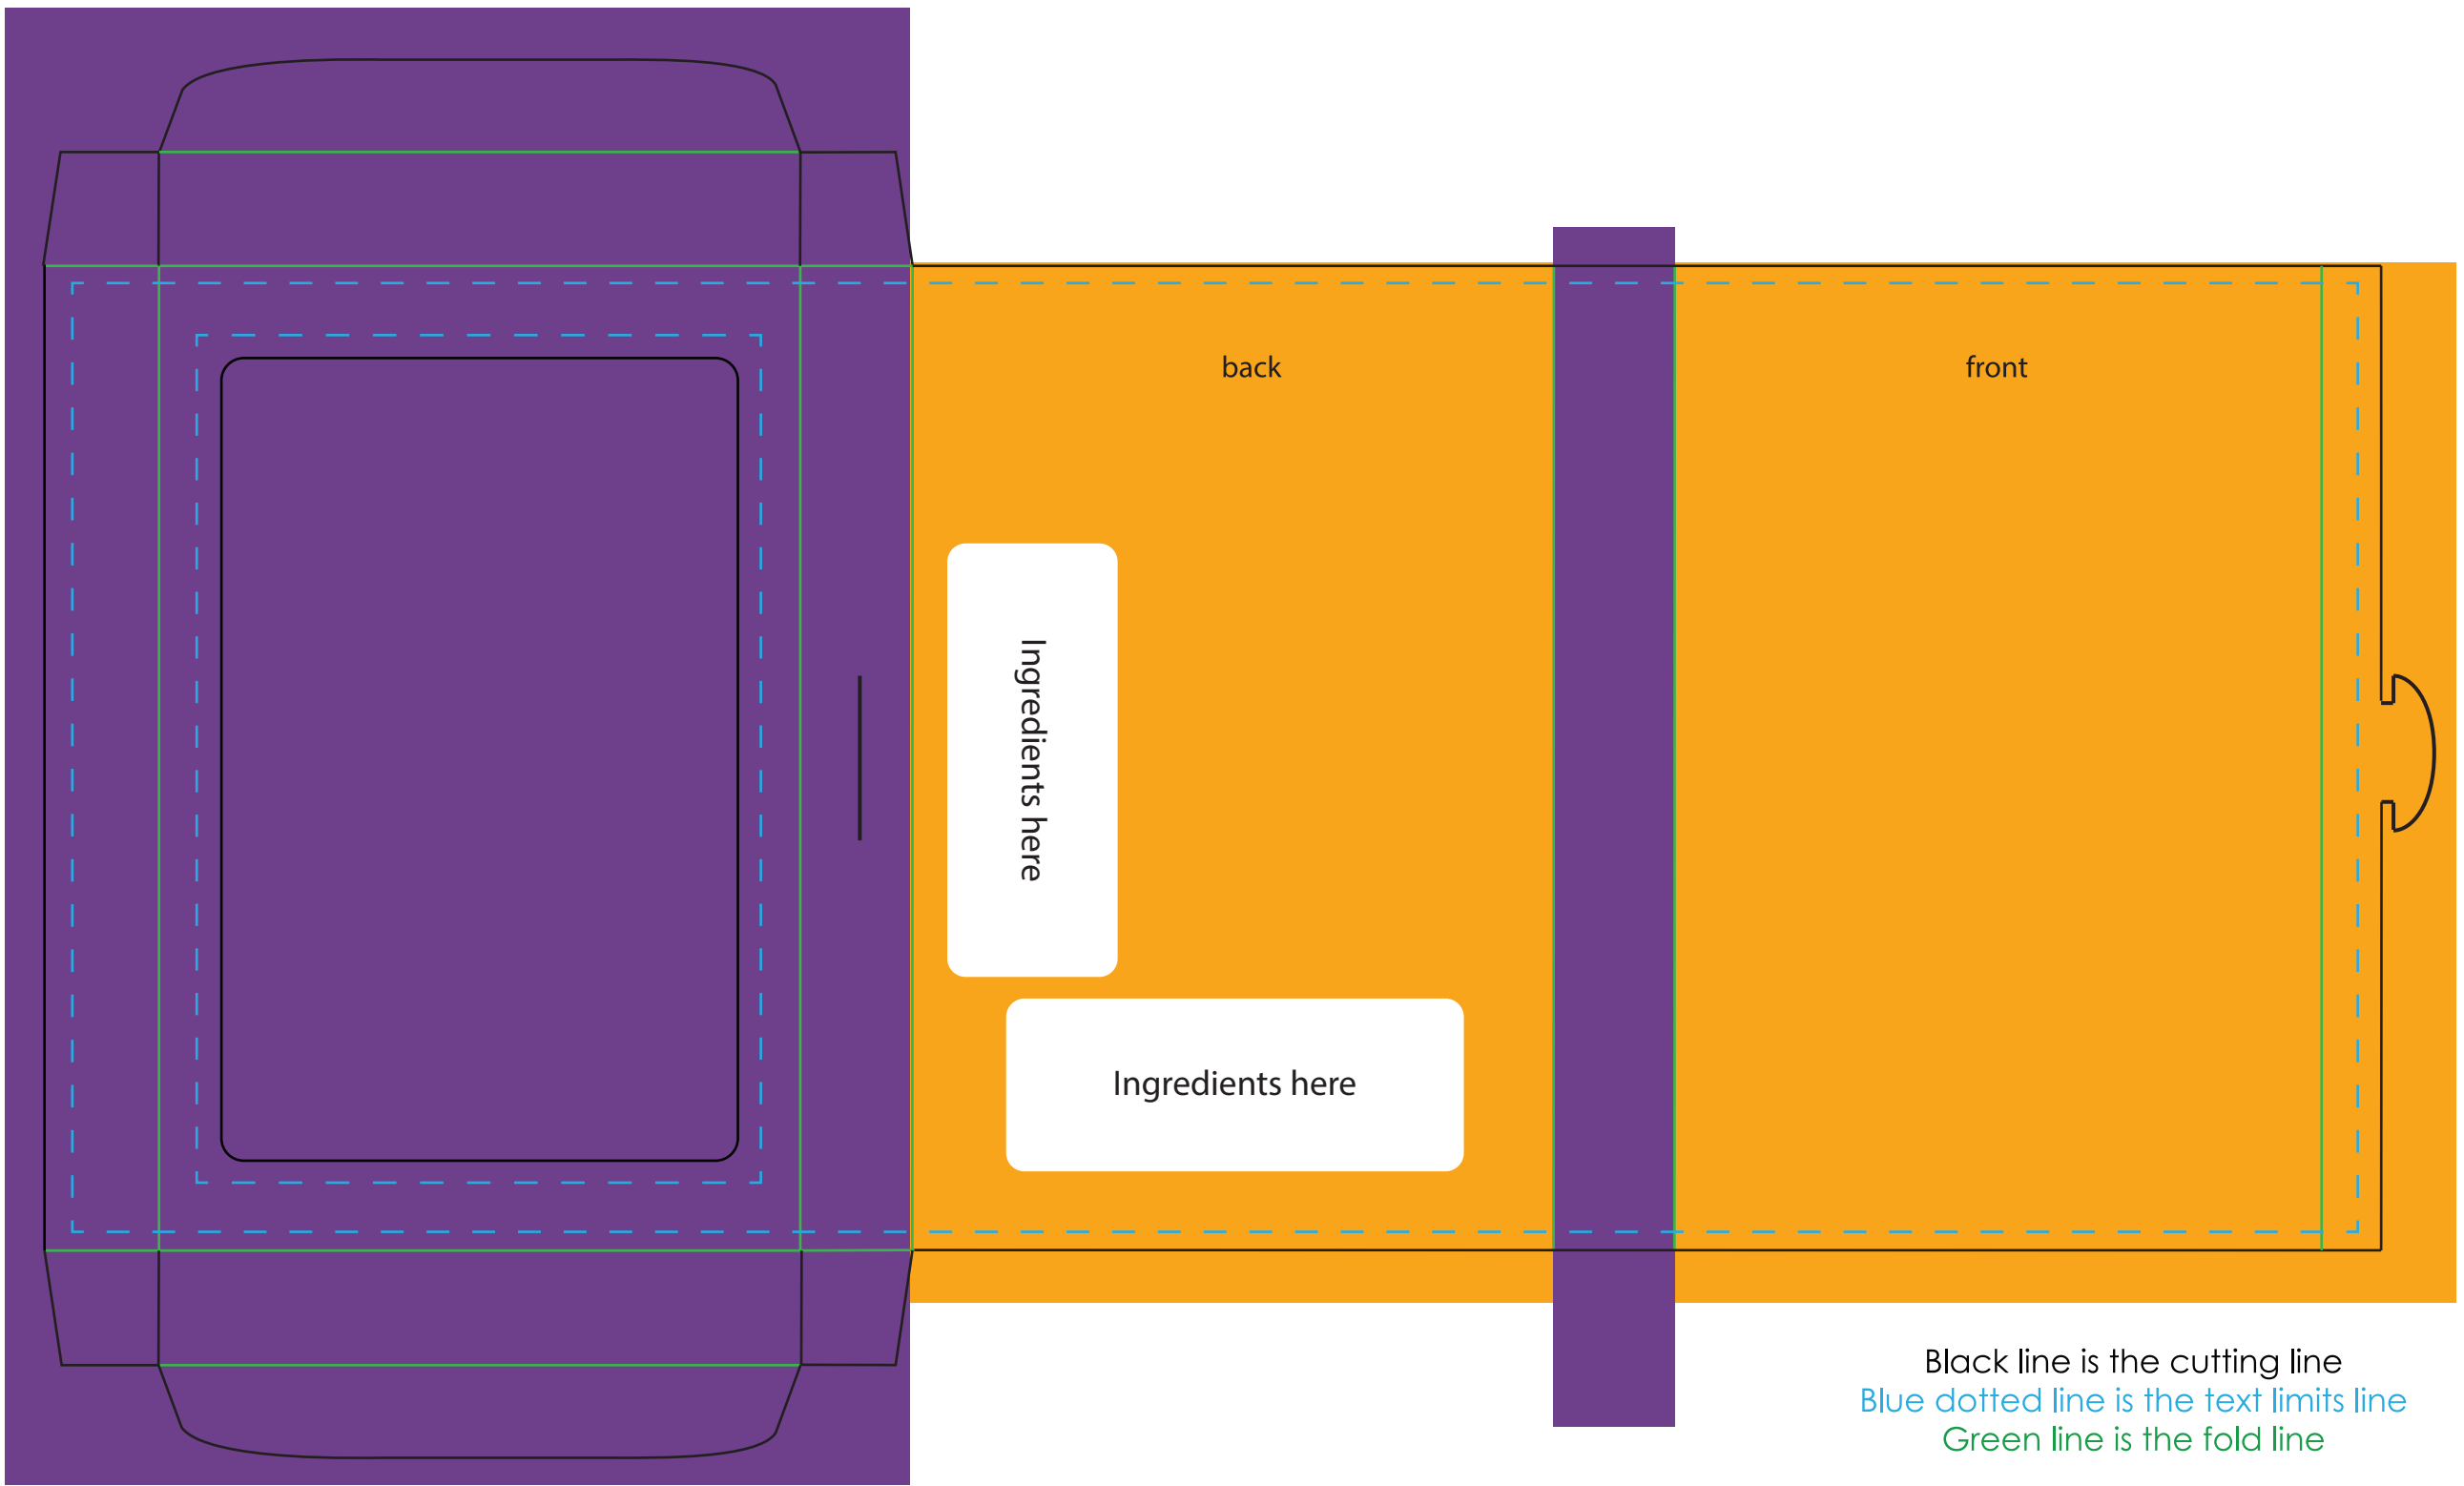 back
front
Ingredients here
Ingredients here
Black line is the cutting line
Blue dotted line is the text limits line
Green line is the fold line